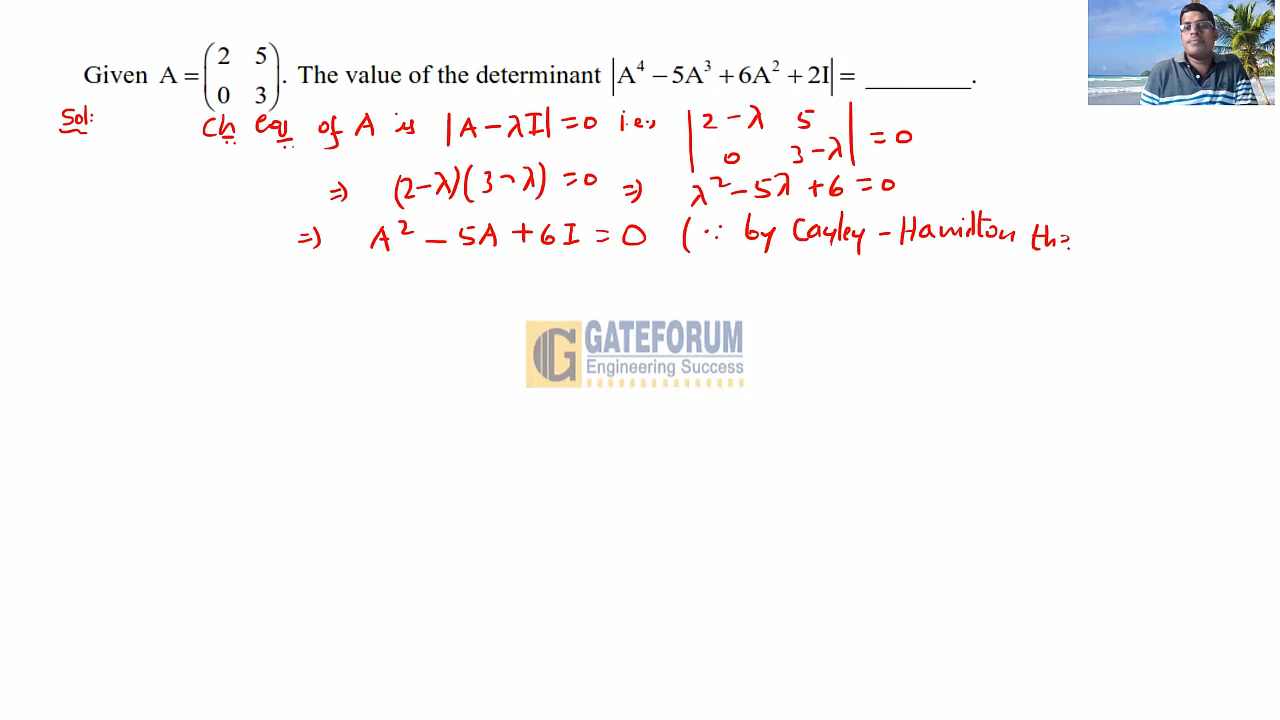 Given A = (2 5 0 3). The value of the determinant |A⁴ − 5A³ + 6A² + 2I| = ________.
Sol: Ch eqn of A is |A − λI| = 0 i.e., |2 − λ 5 0 3 − λ| = 0
⇒ (2 − λ)(3 − λ) = 0 ⇒ λ² − 5λ + 6 = 0
⇒ A² − 5A + 6I = 0 (∵ by Cayley - Hamilton
GATEFORUM
Engineering Success